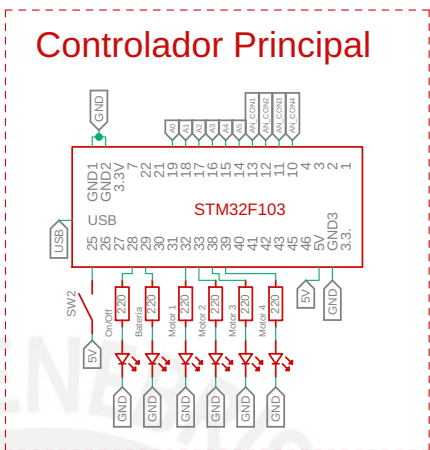 Controlador Principal
GND
A0 A1 A2 A3 A4 A5 AN_CON1 AN_CON2 AN_CON3 AN_CON4
GND1 GND2 3.3V 7 22 21 19 18 17 16 15 14 13 12 11 10 4 3 2 1
STM32F103
USB
USB
25 26 27 28 29 30 31 32 33 38 39 40 41 42 43 45 46 5V GND3 3.3.
SW2
220 220 220 220 220 220
On/Off Batería Motor 1 Motor 2 Motor 3 Motor 4
5V GND
5V
GND GND GND GND GND GND
ENERG